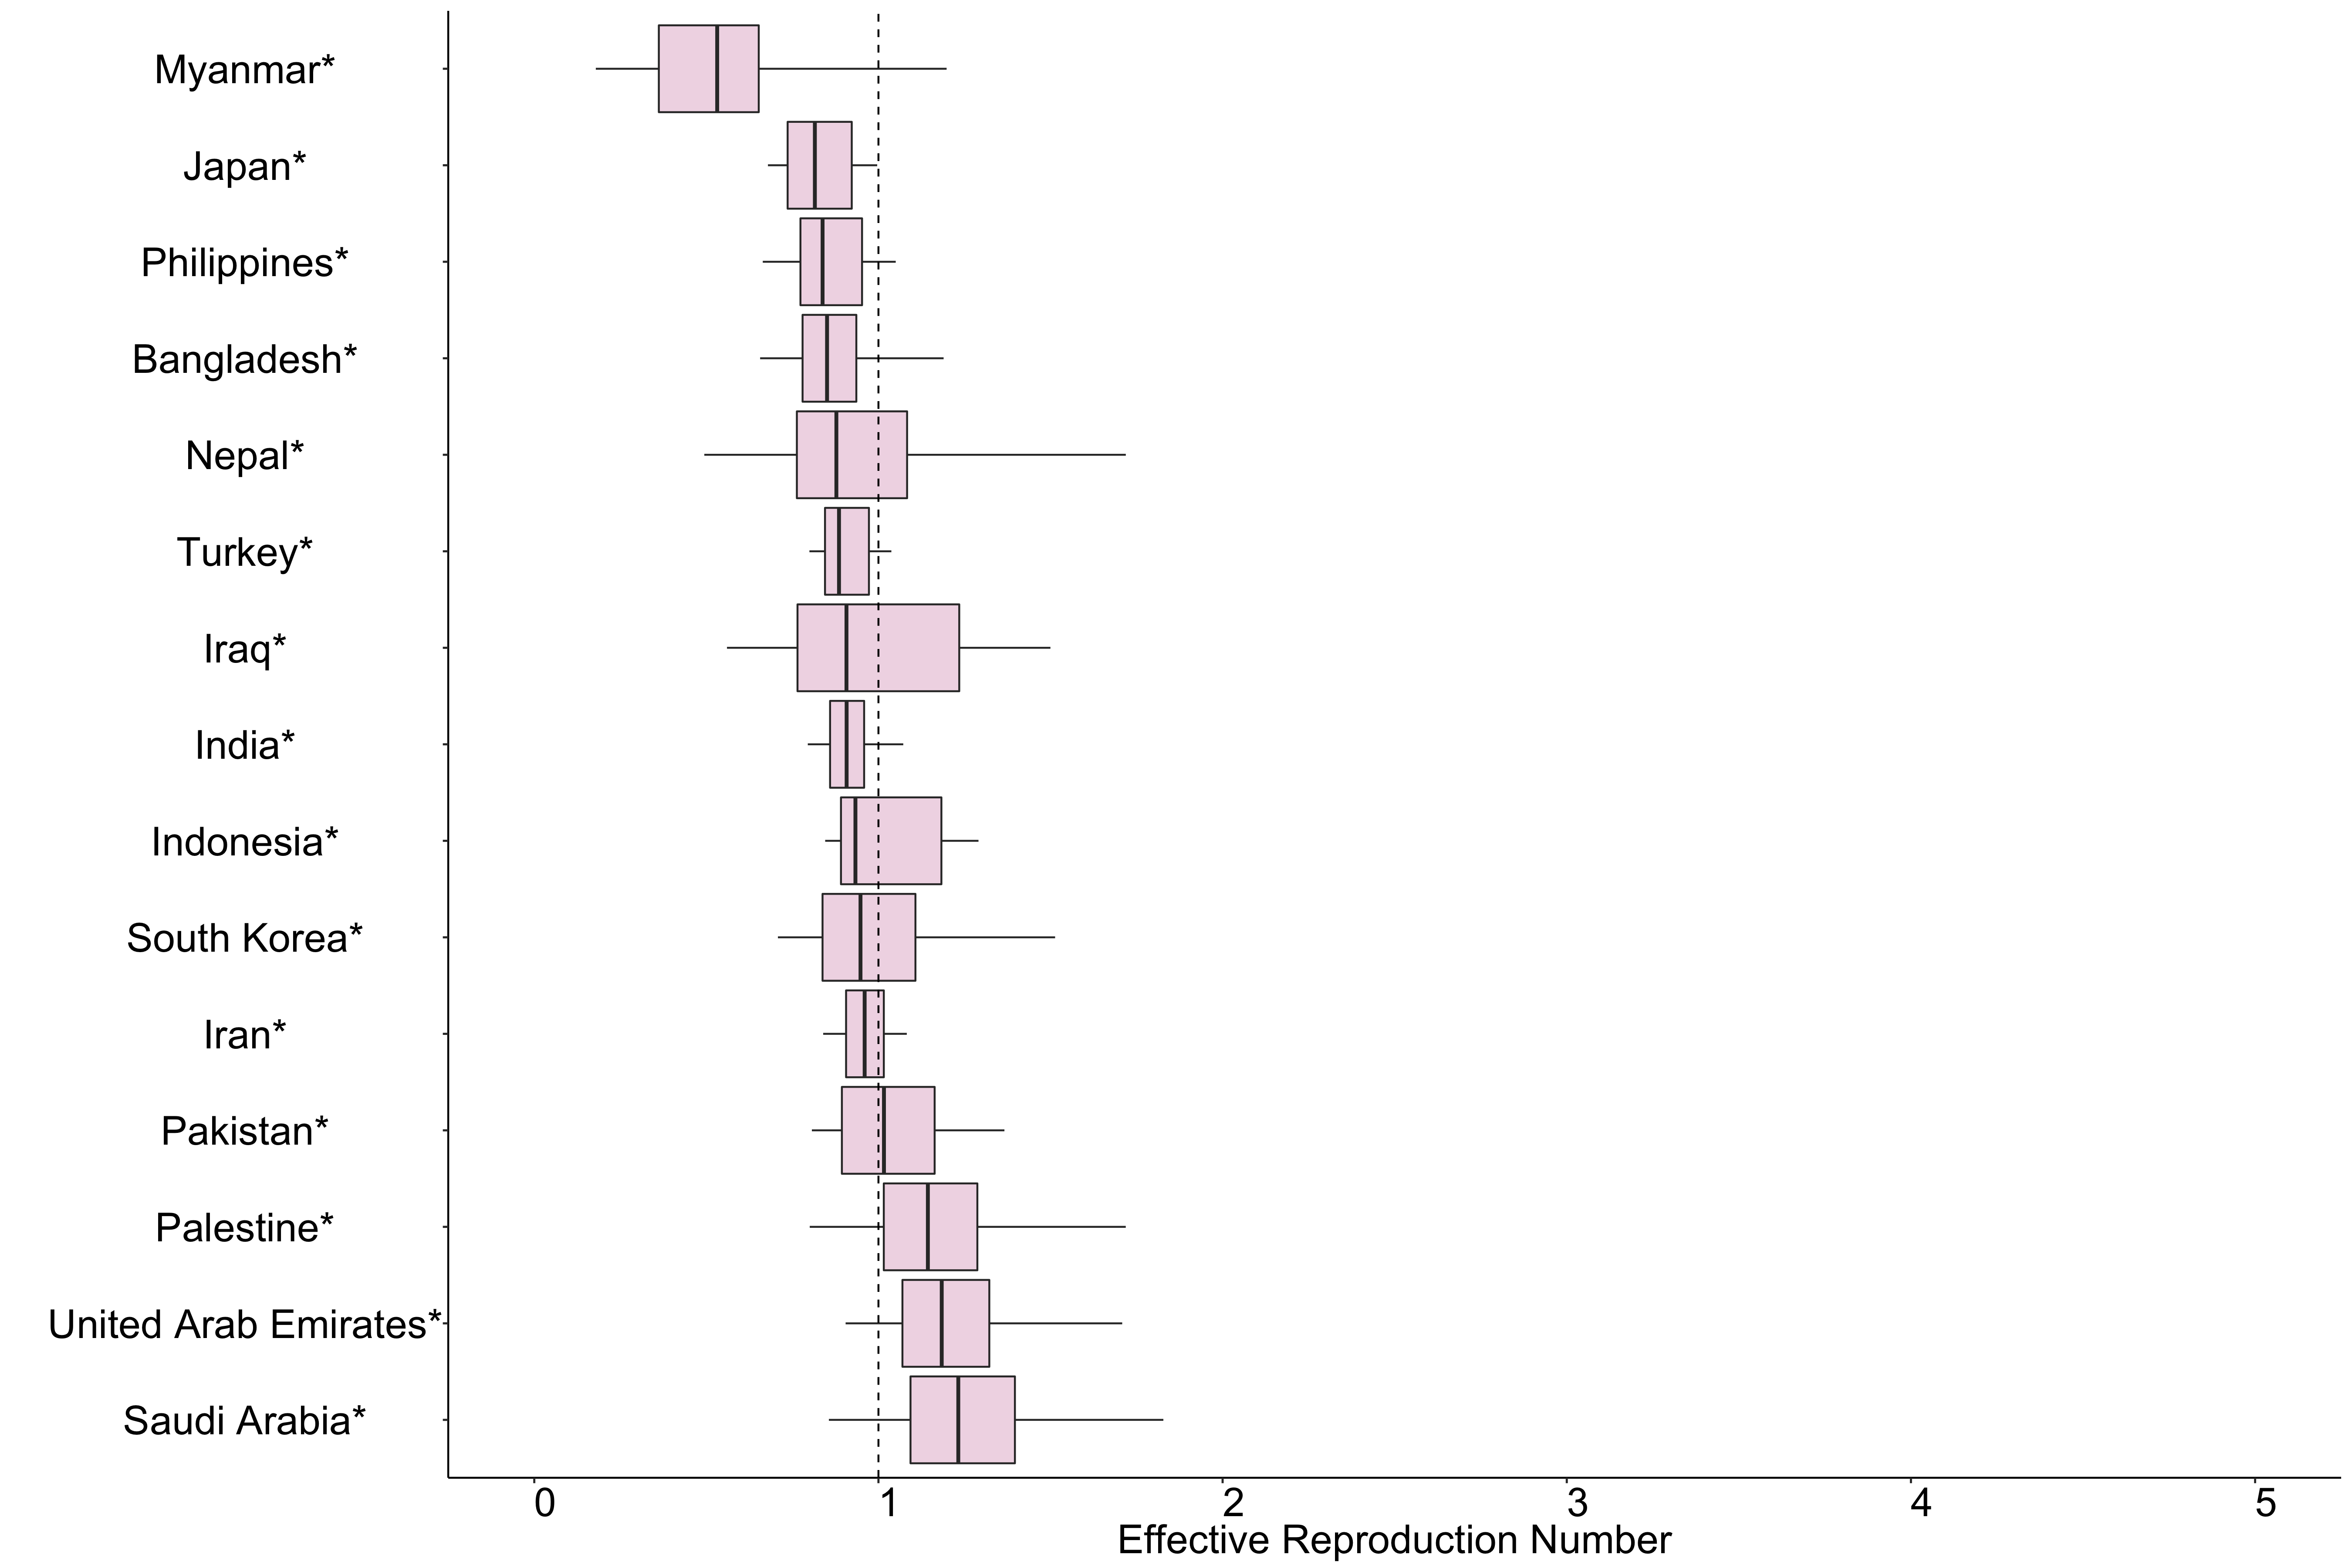 Myanmar*
Japan*
Philippines*
Bangladesh*
Nepal*
Turkey*
Iraq*
India*
Indonesia*
South Korea*
Iran*
Pakistan*
Palestine*
United Arab Emirates*
Saudi Arabia*
0 1 2 3 4 5
Effective Reproduction Number